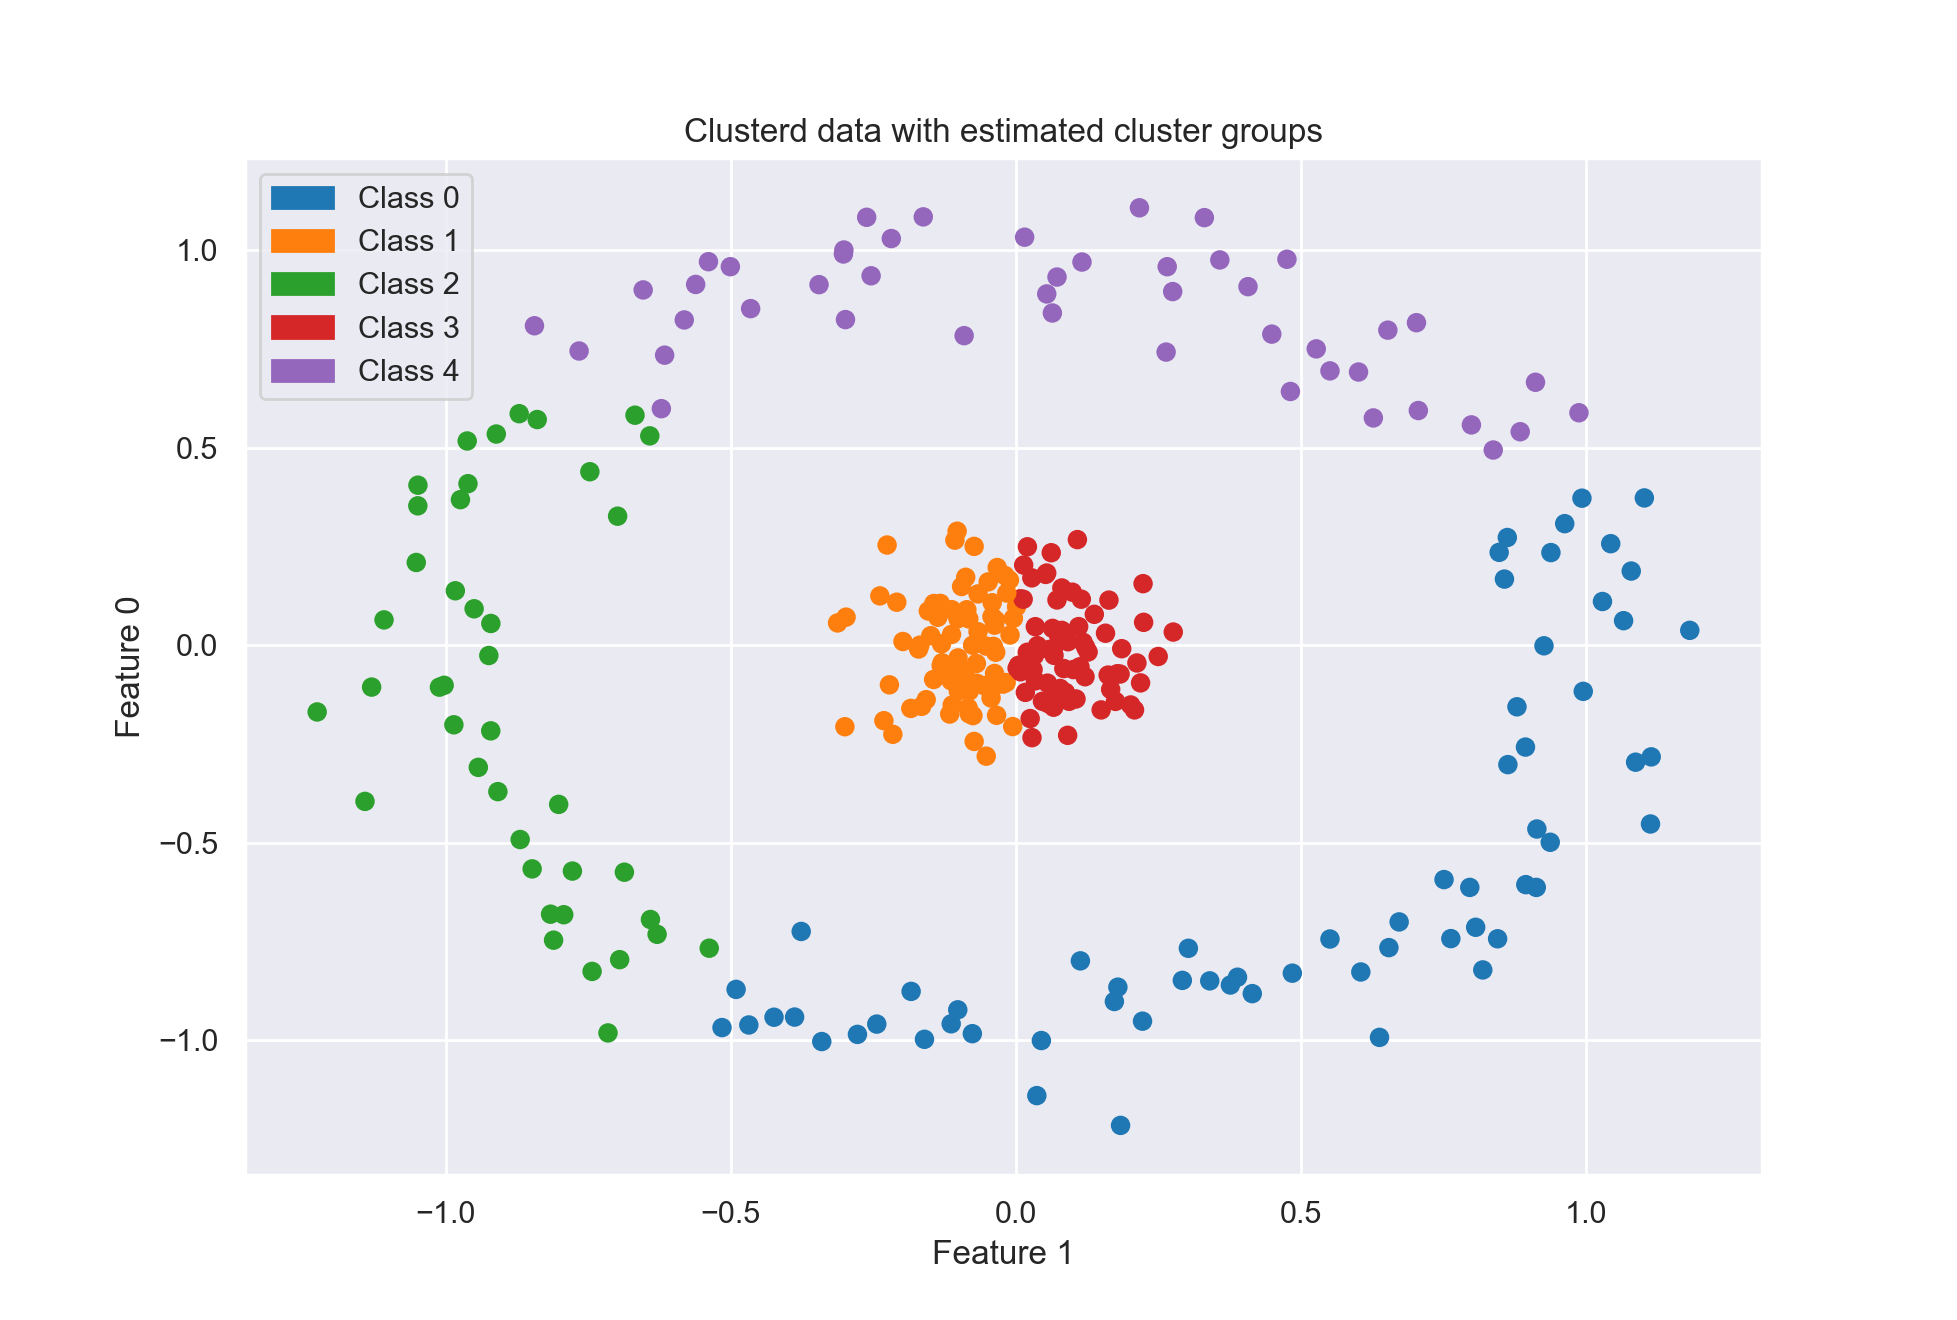 Clusterd data with estimated cluster groups
Class 0
Class 1
Class 2
Class 3
Class 4
1.0
0.5
0.0
−0.5
−1.0
Feature 0
−1.0 −0.5 0.0 0.5 1.0
Feature 1